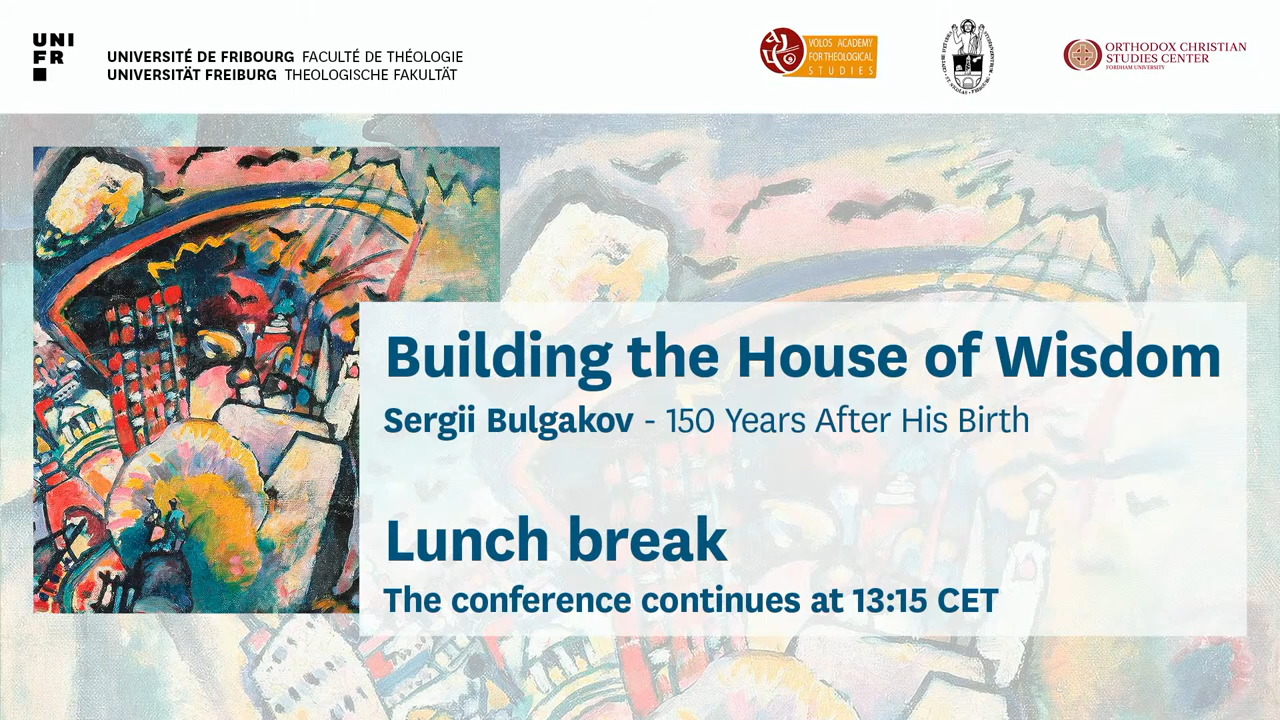 UNI
FR
UNIVERSITÉ DE FRIBOURG FACULTÉ DE THÉOLOGIE
UNIVERSITÄT FREIBURG THEOLOGISCHE FAKULTÄT
VOLOS ACADEMY
FOR THEOLOGICAL
STUDIES
ORTHODOX CHRISTIAN
STUDIES CENTER
FORDHAM UNIVERSITY
Building the House of Wisdom
Sergii Bulgakov - 150 Years After His Birth
Lunch break
The conference continues at 13:15 CET